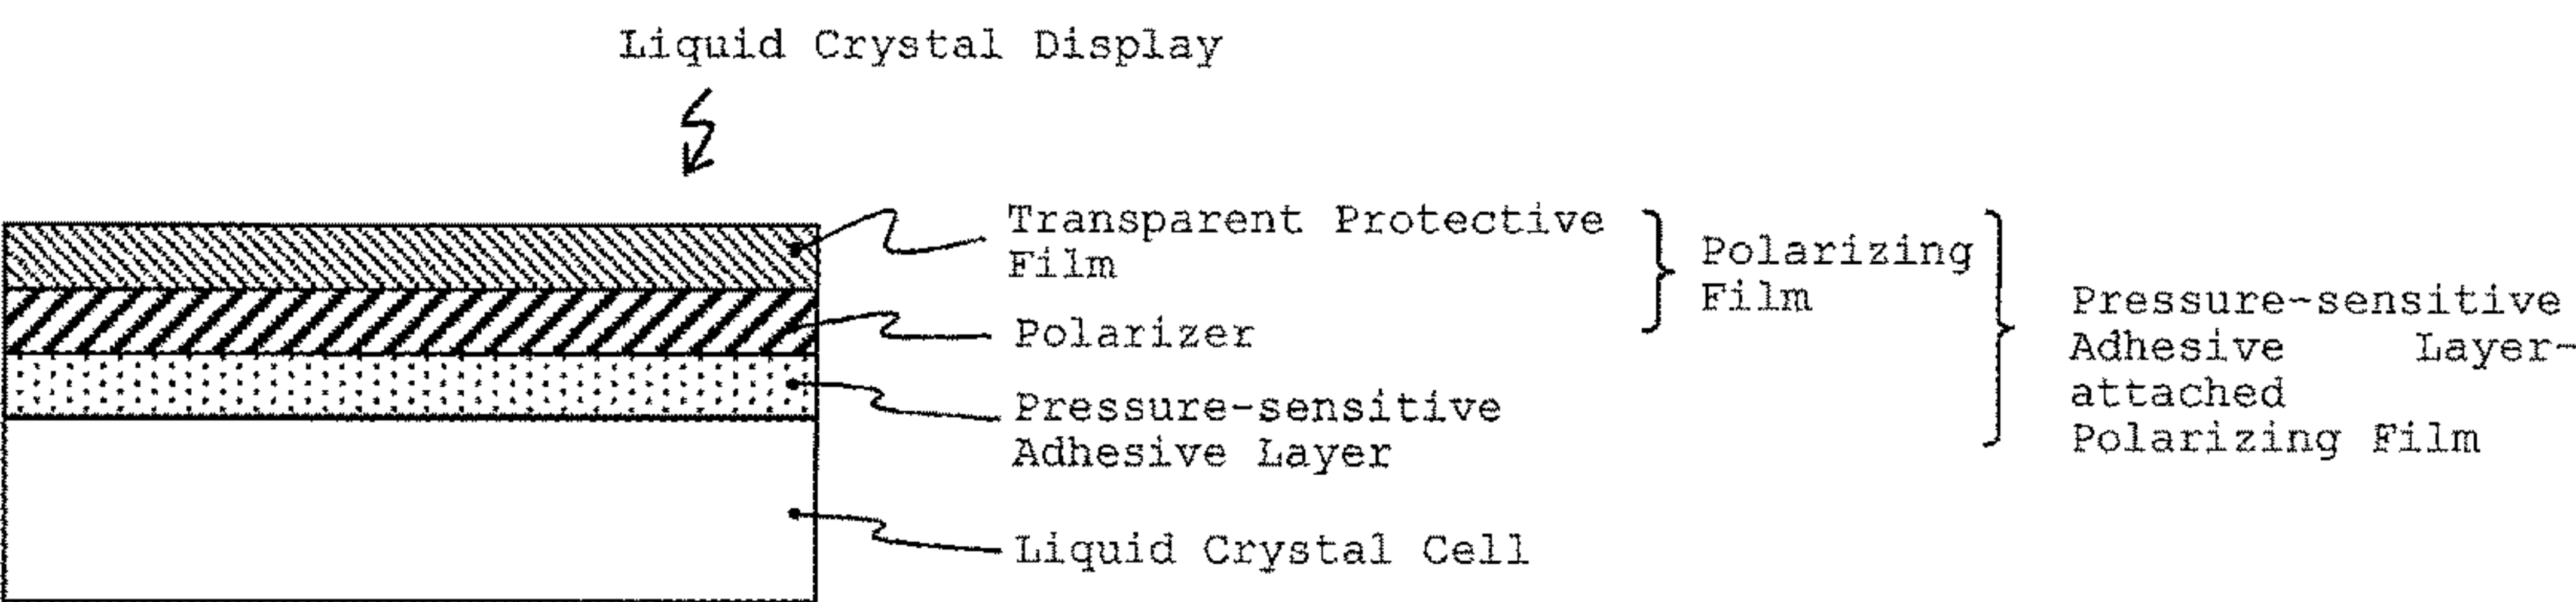 Liquid Crystal Display
Transparent Protective
Film
Polarizer
Pressure-sensitive
Adhesive Layer
Liquid Crystal Cell
Polarizing
Film
Pressure-sensitive
Adhesive Layer-
attached
Polarizing Film